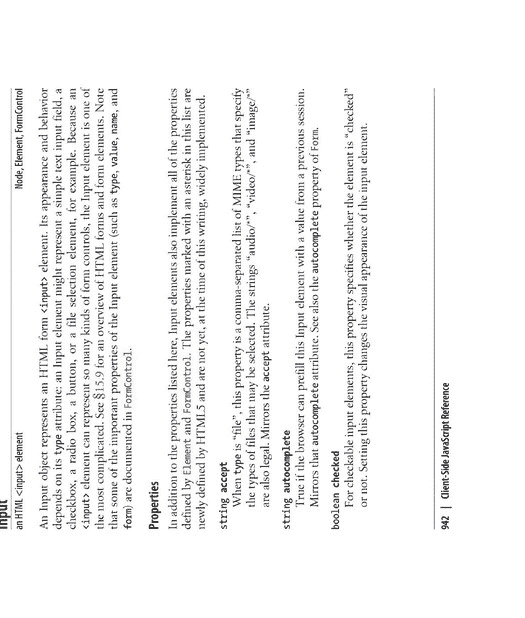 Input
an HTML <input> element Node, Element, FormControl
An Input object represents an HTML form <input> element. Its appearance and behavior
depends on its type attribute: an Input element might represent a simple text input field, a
checkbox, a radio box, a button, or a file selection element, for example. Because an
<input> element can represent so many kinds of form controls, the Input element is one of
the most complicated. See §15.9 for an overview of HTML forms and form elements. Note
that some of the important properties of the Input element (such as type, value, name, and
form) are documented in FormControl.
Properties
In addition to the properties listed here, Input elements also implement all of the properties
defined by Element and FormControl. The properties marked with an asterisk in this list are
newly defined by HTML5 and are not yet, at the time of this writing, widely implemented.
string accept
When type is "file", this property is a comma-separated list of MIME types that specify
the types of files that may be selected. The strings "audio/*", "video/*", and "image/*"
are also legal. Mirrors the accept attribute.
string autocomplete
True if the browser can prefill this Input element with a value from a previous session.
Mirrors that autocomplete attribute. See also the autocomplete property of Form.
boolean checked
For checkable input elements, this property specifies whether the element is "checked"
or not. Setting this property changes the visual appearance of the input element.
942 | Client-Side JavaScript Reference